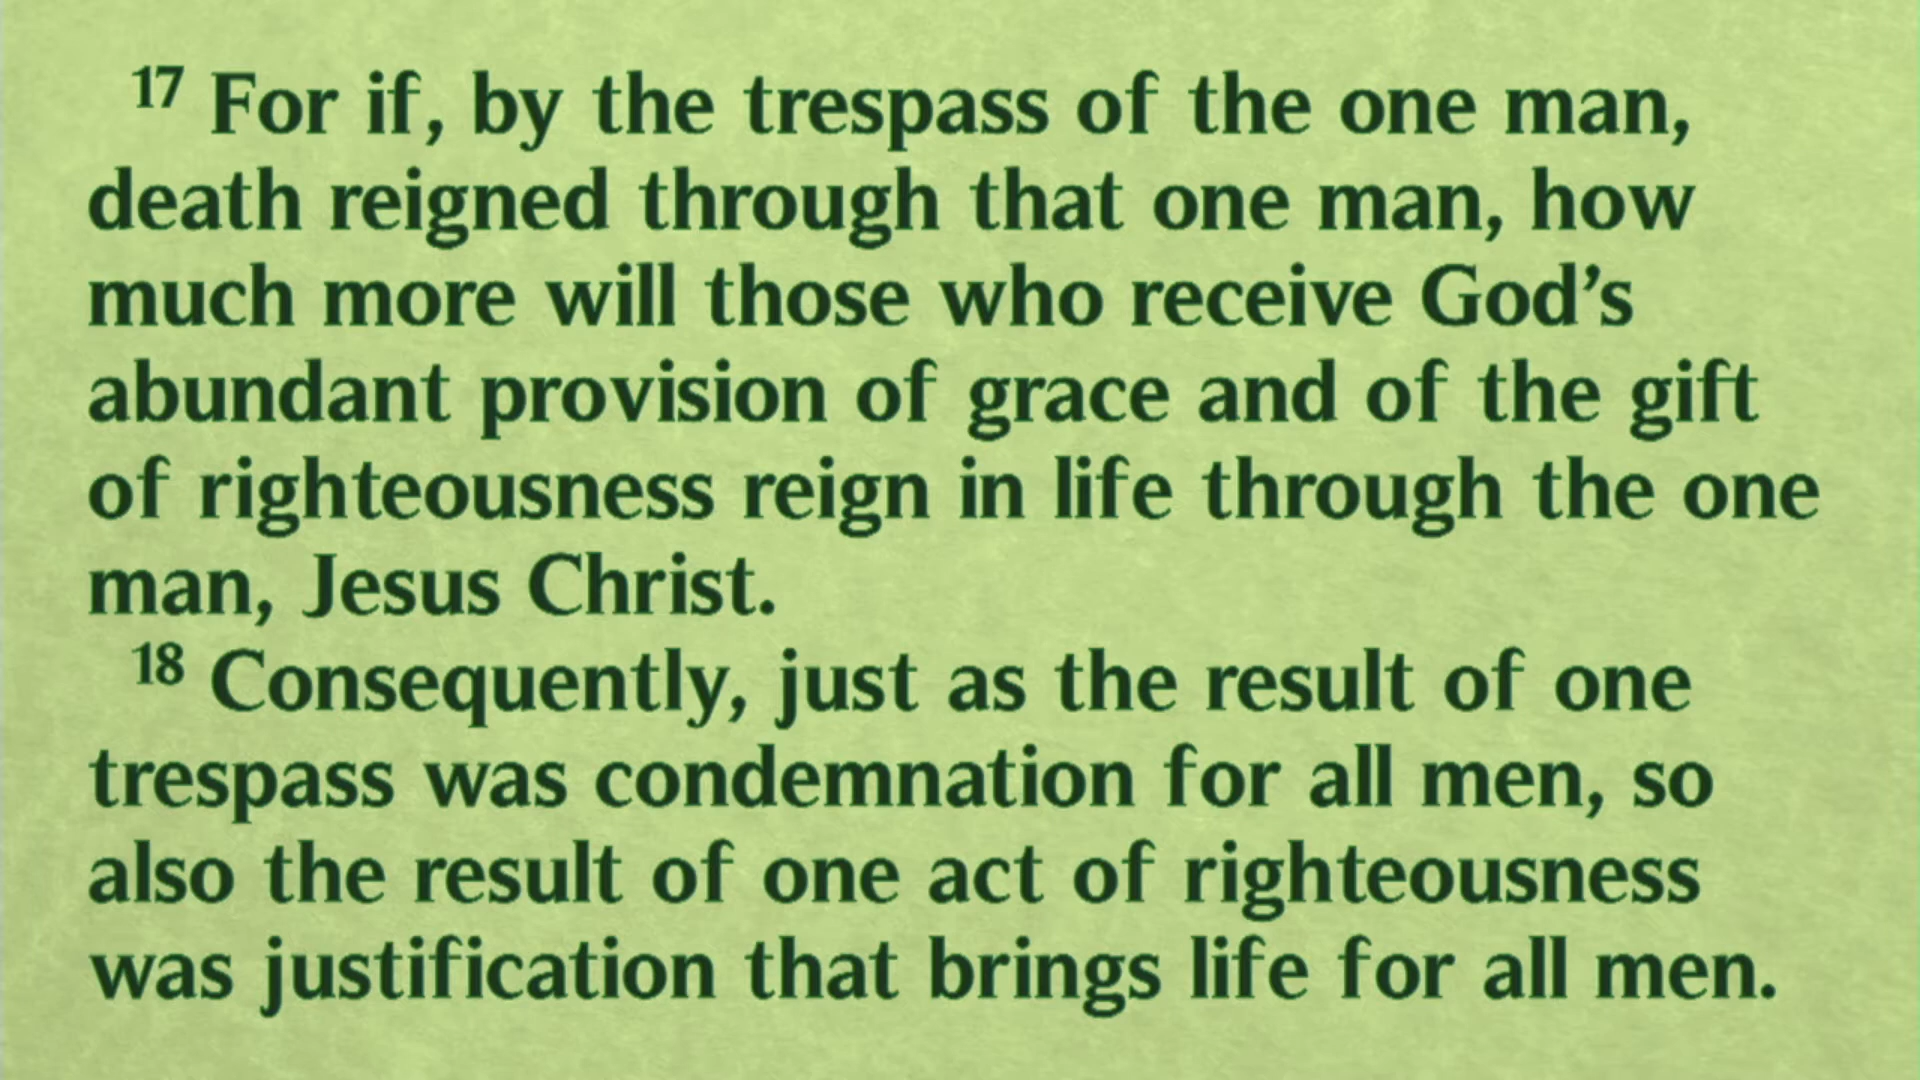 17 For if, by the trespass of the one man,
death reigned through that one man, how
much more will those who receive God’s
abundant provision of grace and of the gift
of righteousness reign in life through the one
man, Jesus Christ.
18 Consequently, just as the result of one
trespass was condemnation for all men, so
also the result of one act of righteousness
was justification that brings life for all men.